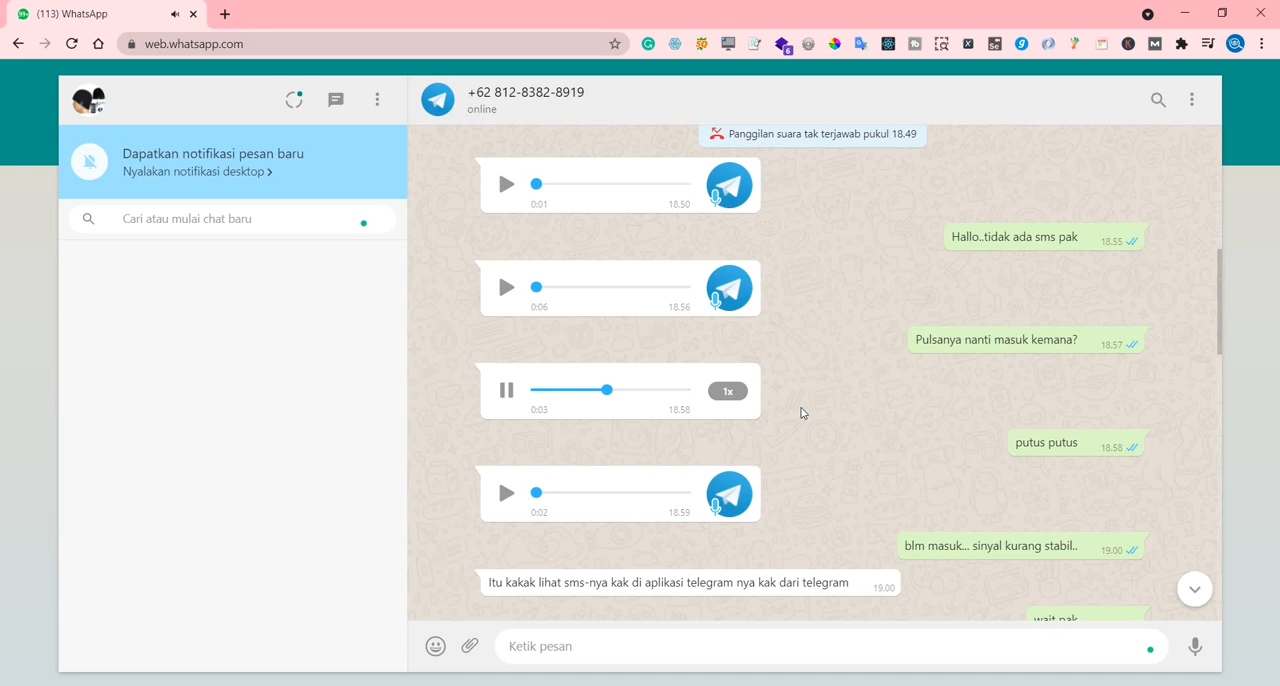 (113) WhatsApp
web.whatsapp.com
+62 812-8382-8919
online
Dapatkan notifikasi pesan baru
Nyalakan notifikasi desktop >
Cari atau mulai chat baru
Panggilan suara tak terjawab pukul 18.49
0:01 18.50
Hallo..tidak ada sms pak 18.55
0:06 18.56
Pulsanya nanti masuk kemana? 18.57
1x
0:03 18.58
putus putus 18.58
0:02 18.59
blm masuk... sinyal kurang stabil.. 19.00
Itu kakak lihat sms-nya kak di aplikasi telegram nya kak dari telegram 19.00
wait pak
Ketik pesan